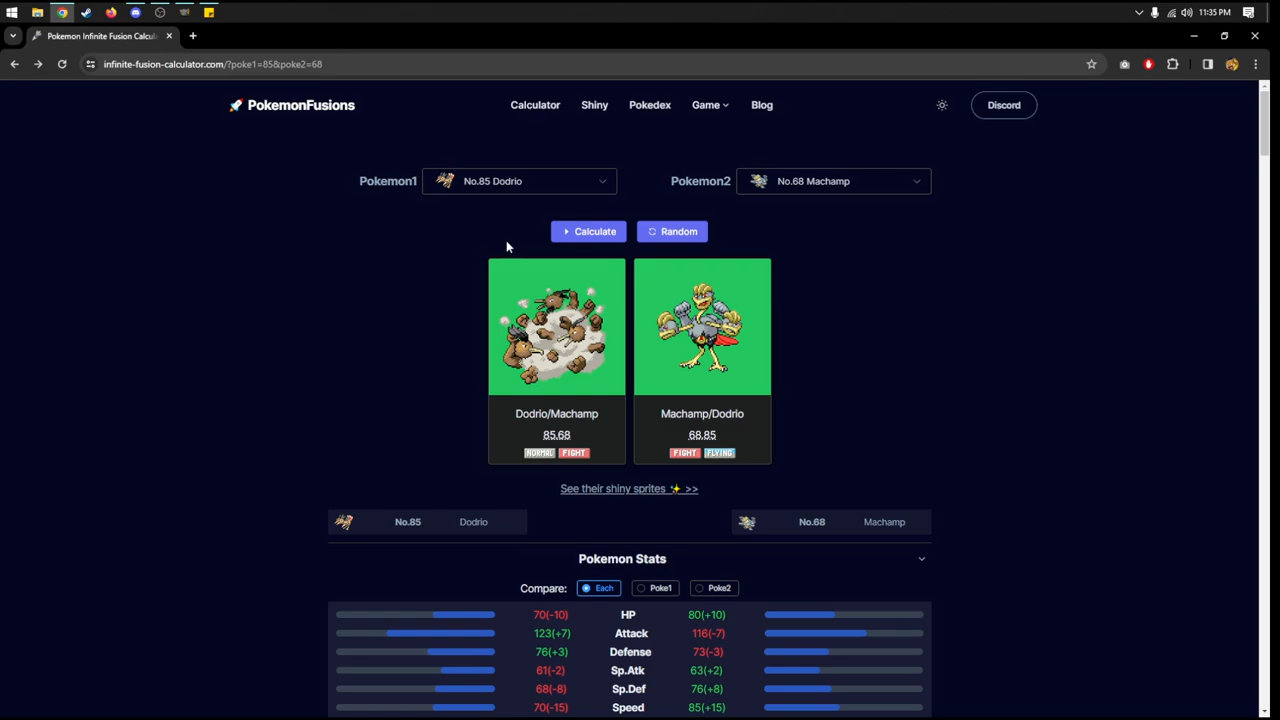 11:35 PM
Pokemon Infinite Fusion Calcul
infinite-fusion-calculator.com/?poke1=85&poke2=68
PokemonFusions
Calculator Shiny Pokedex Game Blog
Discord
Pokemon1 No.85 Dodrio Pokemon2 No.68 Machamp
Calculate Random
Dodrio/Machamp Machamp/Dodrio
85.68 68.85
NORMAL FIGHT FIGHT FLYING
See their shiny sprites ✨ >>
No.85 Dodrio No.68 Machamp
Pokemon Stats
Compare: Each Poke1 Poke2
70(-10) HP 80(+10)
123(+7) Attack 116(-7)
76(+3) Defense 73(-3)
61(-2) Sp.Atk 63(+2)
68(-8) Sp.Def 76(+8)
70(-15) Speed 85(+15)